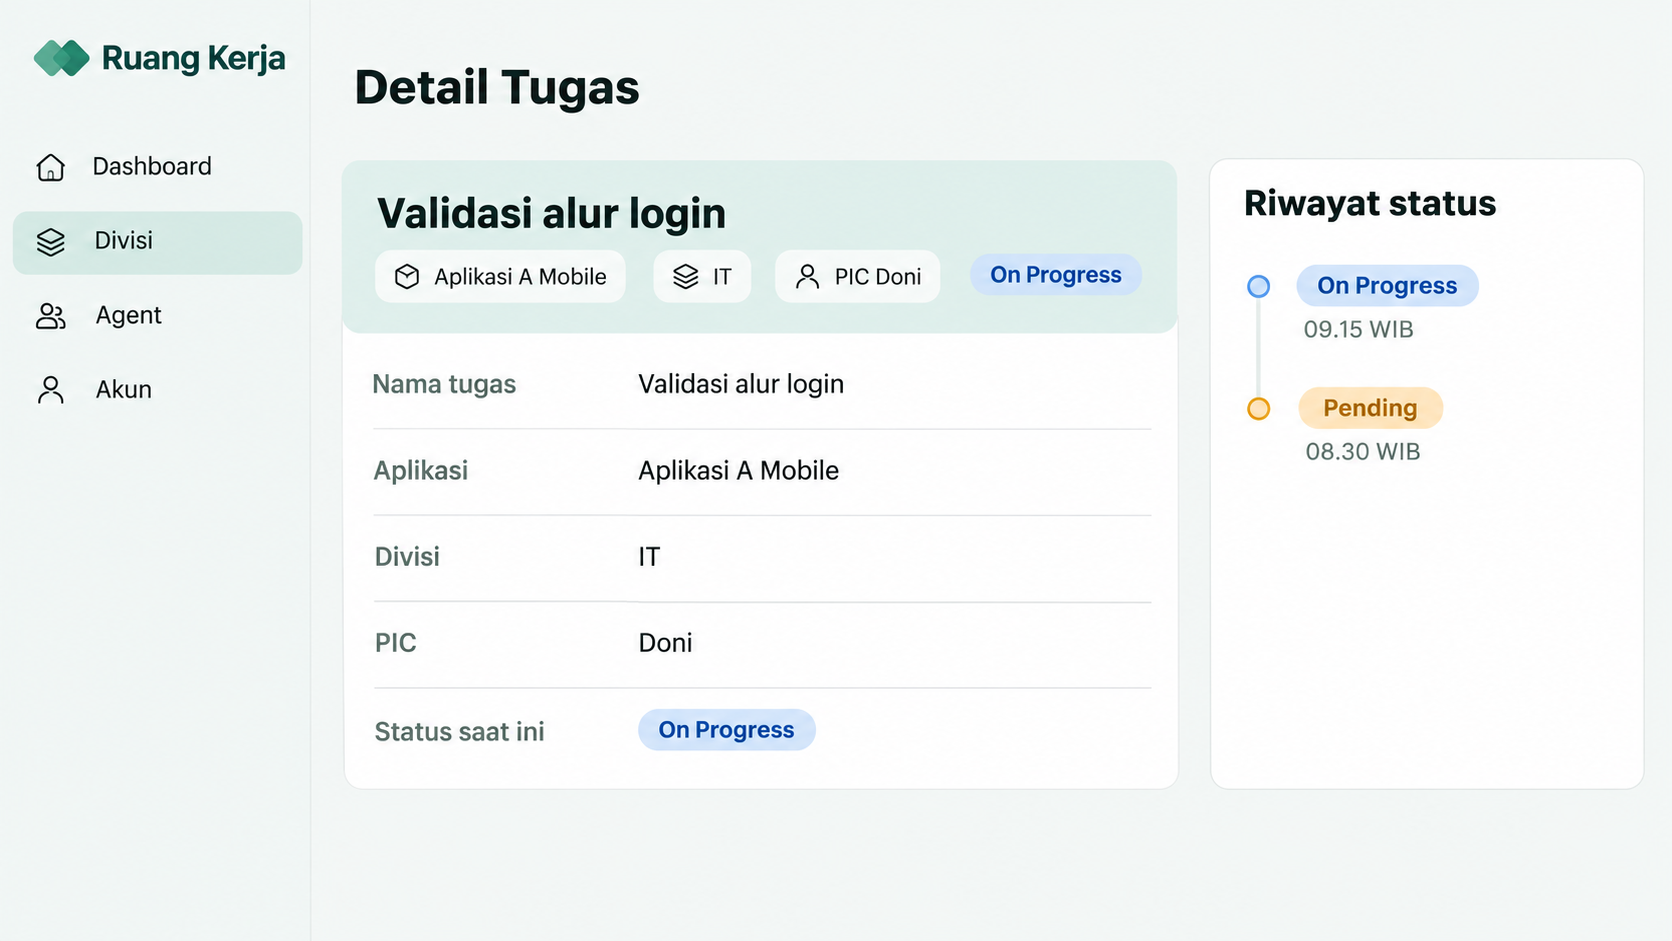 Ruang Kerja
Dashboard
Divisi
Agent
Akun
Detail Tugas
Validasi alur login
Aplikasi A Mobile
IT
PIC Doni
On Progress
Nama tugas
Validasi alur login
Aplikasi
Aplikasi A Mobile
Divisi
IT
PIC
Doni
Status saat ini
On Progress
Riwayat status
On Progress
09.15 WIB
Pending
08.30 WIB